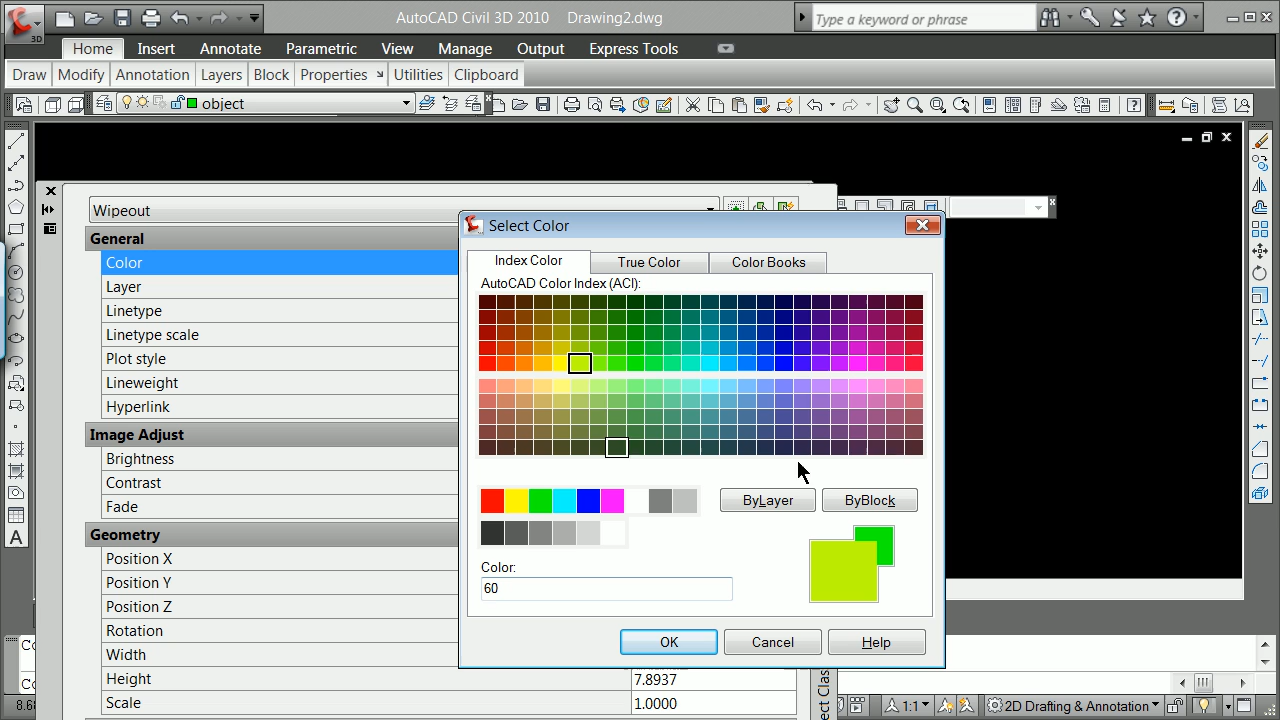 AutoCAD Civil 3D 2010 Drawing2.dwg
Type a keyword or phrase
3D
Home Insert Annotate Parametric View Manage Output Express Tools
Draw Modify Annotation Layers Block Properties Utilities Clipboard
object
Wipeout
General
Color
Layer
Linetype
Linetype scale
Plot style
Lineweight
Hyperlink
Image Adjust
Brightness
Contrast
Fade
Geometry
Position X
Position Y
Position Z
Rotation
Width
Height 7.8937
Scale 1.0000
Select Color
Index Color True Color Color Books
AutoCAD Color Index (ACI):
ByLayer ByBlock
Color:
60
OK Cancel Help
A
1:1
2D Drafting & Annotation